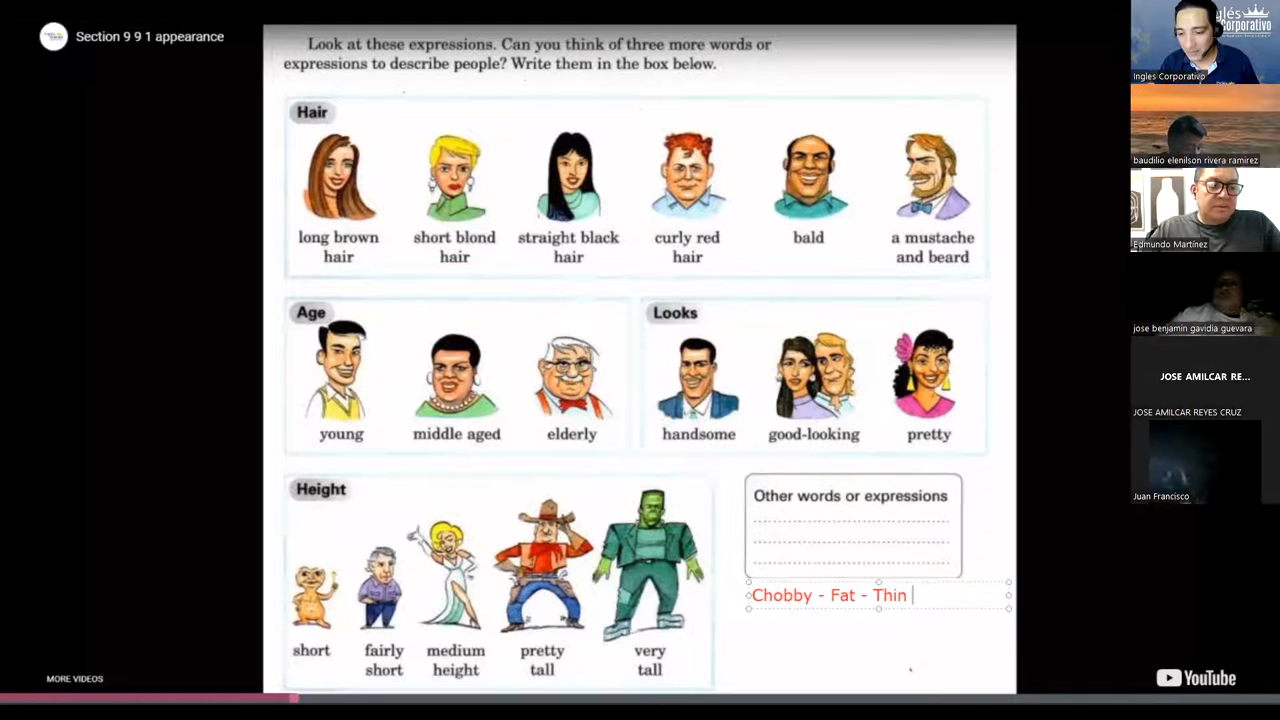 Section 9 9 1 appearance
Look at these expressions. Can you think of three more words or
expressions to describe people? Write them in the box below.
Hair
long brown
hair
short blond
hair
straight black
hair
curly red
hair
bald
a mustache
and beard
Age
young
middle aged
elderly
Looks
handsome
good-looking
pretty
Height
short
fairly
short
medium
height
pretty
tall
very
tall
Other words or expressions
Chobby - Fat - Thin
MORE VIDEOS
YouTube
Corporativo
Ingles Corporativo
baudilio elenilson rivera ramirez
Edmundo Martínez
jose benjamin gavidia guevara
JOSE AMILCAR RE...
JOSE AMILCAR REYES CRUZ
Juan Francisco